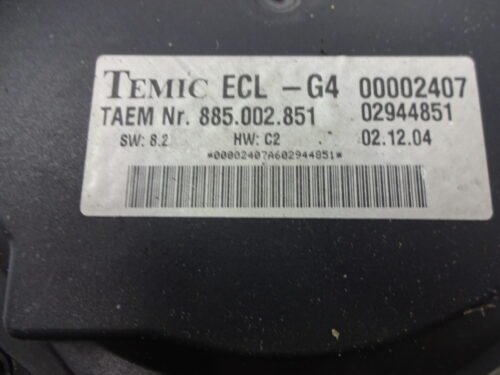 TEMIC ECL -G4 00002407
TAEM Nr. 885.002.851 02944851
SW: 8.2 HW: C2 02.12.04
*00002407A602944851*